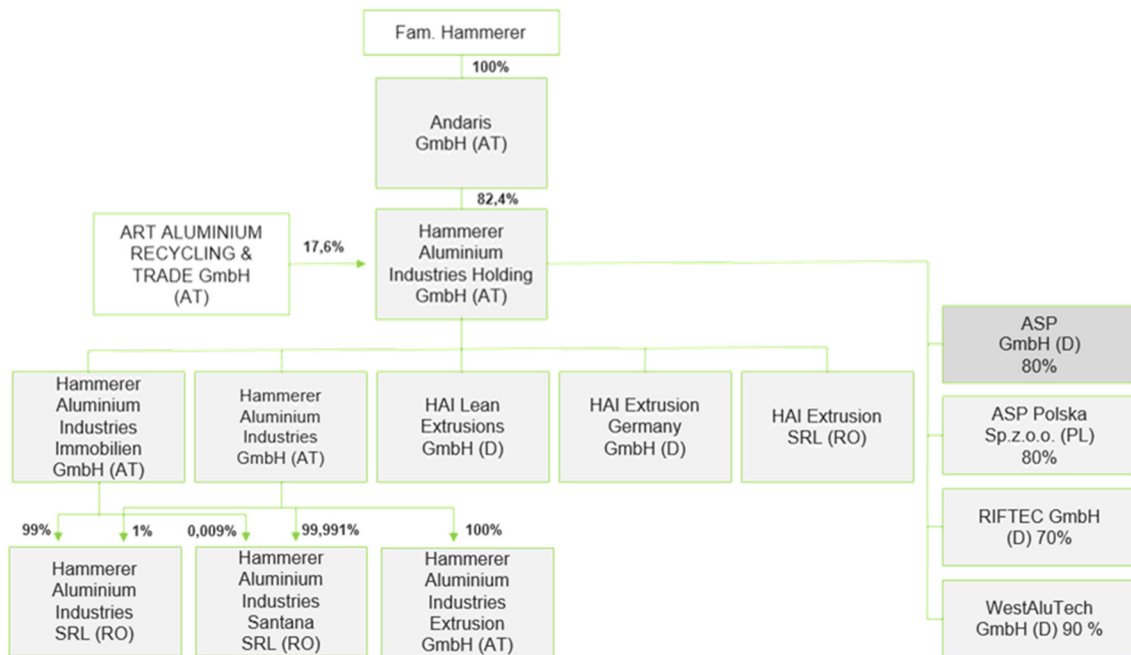 Fam. Hammerer
100%
Andaris
GmbH (AT)
82,4%
ART ALUMINIUM
RECYCLING &
TRADE GmbH
(AT)
17,6%
Hammerer
Aluminium
Industries Holding
GmbH (AT)
ASP
GmbH (D)
80%
ASP Polska
Sp.z.o.o. (PL)
80%
RIFTEC GmbH
(D) 70%
WestAluTech
GmbH (D) 90 %
Hammerer
Aluminium
Industries
Immobilien
GmbH (AT)
Hammerer
Aluminium
Industries
GmbH (AT)
HAI Lean
Extrusions
GmbH (D)
HAI Extrusion
Germany
GmbH (D)
HAI Extrusion
SRL (RO)
99%
1%
0,009%
99,991%
100%
Hammerer
Aluminium
Industries
SRL (RO)
Hammerer
Aluminium
Industries
Santana
SRL (RO)
Hammerer
Aluminium
Industries
Extrusion
GmbH (AT)